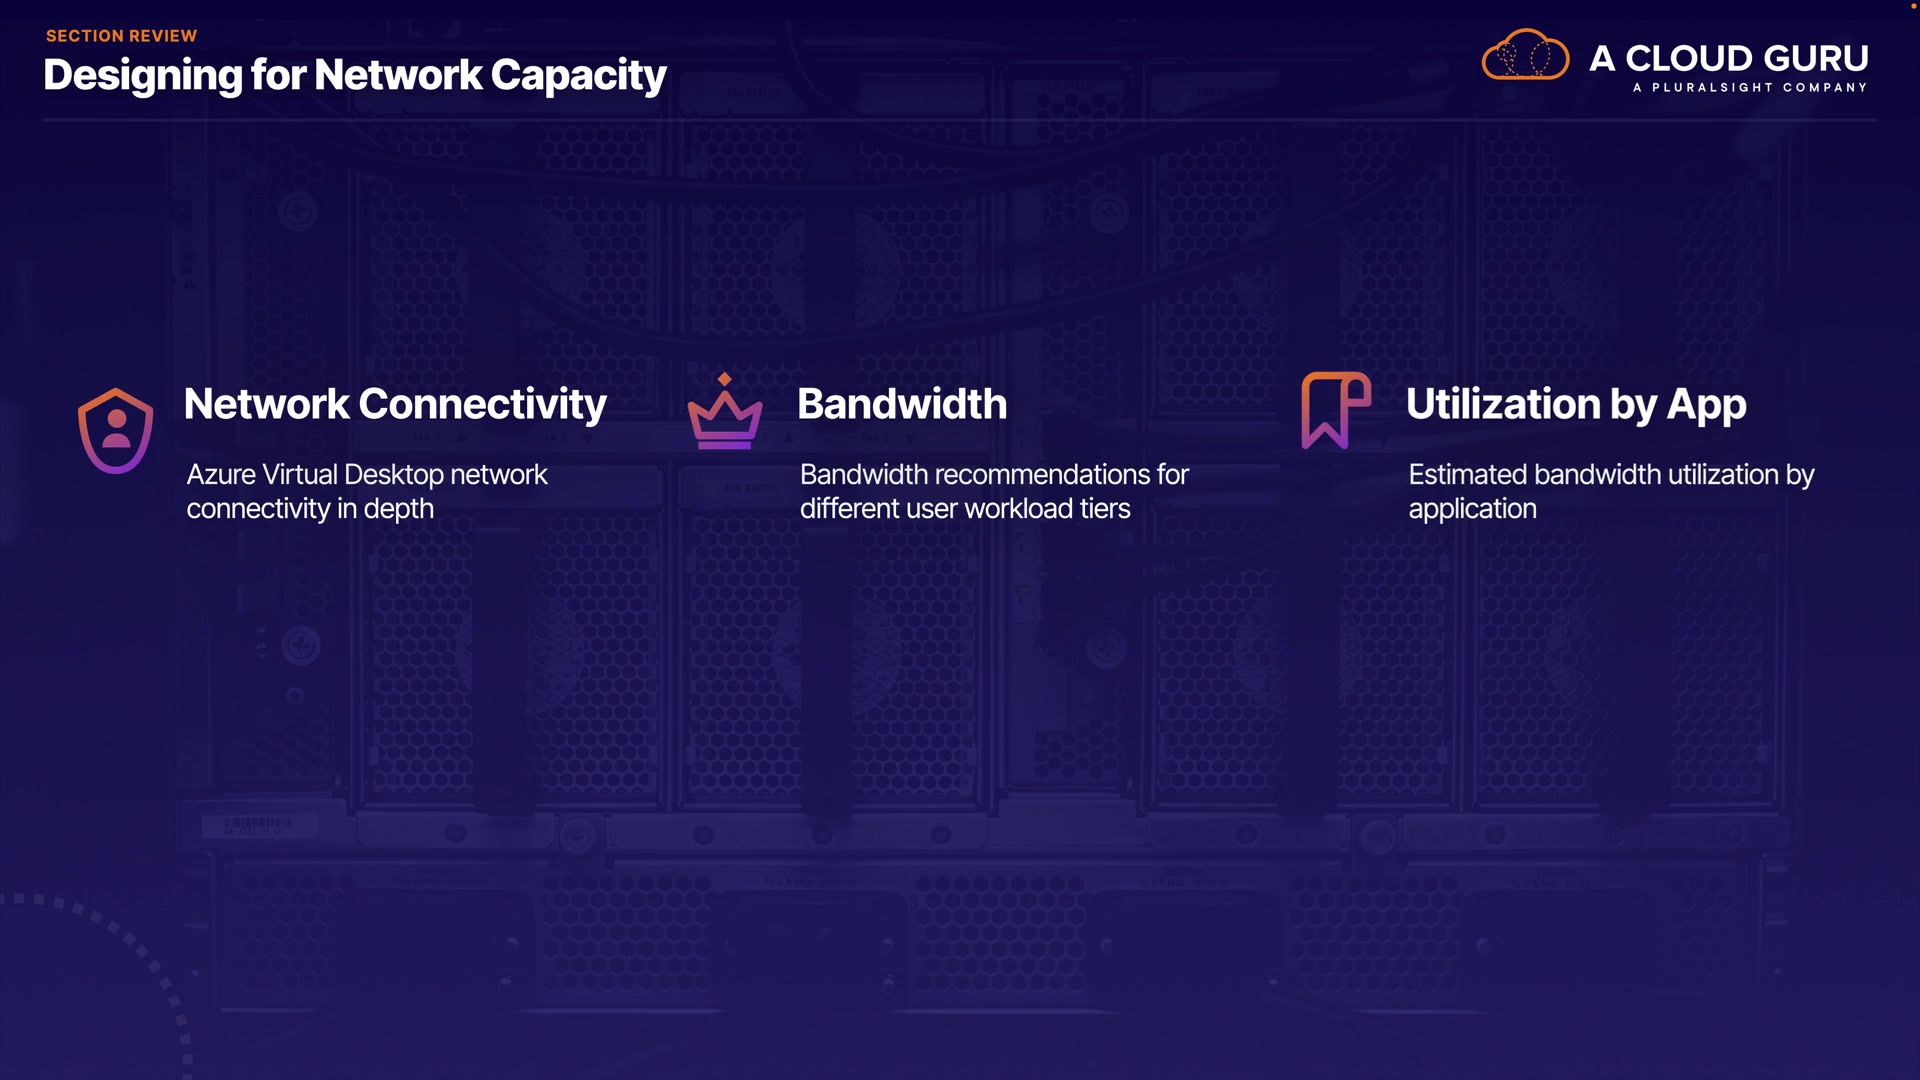 SECTION REVIEW
Designing for Network Capacity
A CLOUD GURU
A PLURALSIGHT COMPANY
Network Connectivity
Azure Virtual Desktop network
connectivity in depth
Bandwidth
Bandwidth recommendations for
different user workload tiers
Utilization by App
Estimated bandwidth utilization by
application